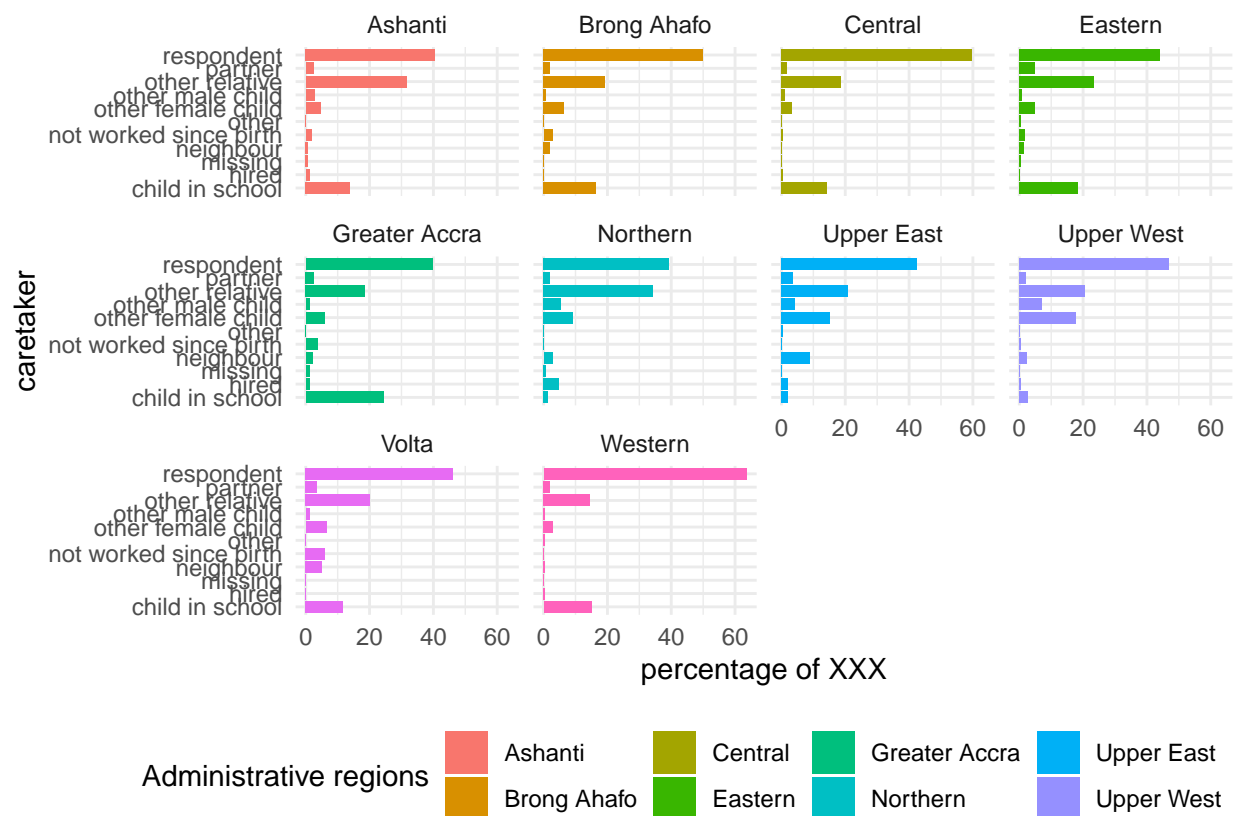 Ashanti Brong Ahafo Central Eastern
respondent
partner
other relative
other male child
other female child
other
not worked since birth
neighbour
missing
hired
child in school
Greater Accra Northern Upper East Upper West
respondent
partner
other relative
other male child
other female child
other
not worked since birth
neighbour
missing
hired
child in school
0 20 40 60 0 20 40 60
caretaker
Volta Western
respondent
partner
other relative
other male child
other female child
other
not worked since birth
neighbour
missing
hired
child in school
0 20 40 60 0 20 40 60
percentage of XXX
Administrative regions
Ashanti Central Greater Accra Upper East
Brong Ahafo Eastern Northern Upper West